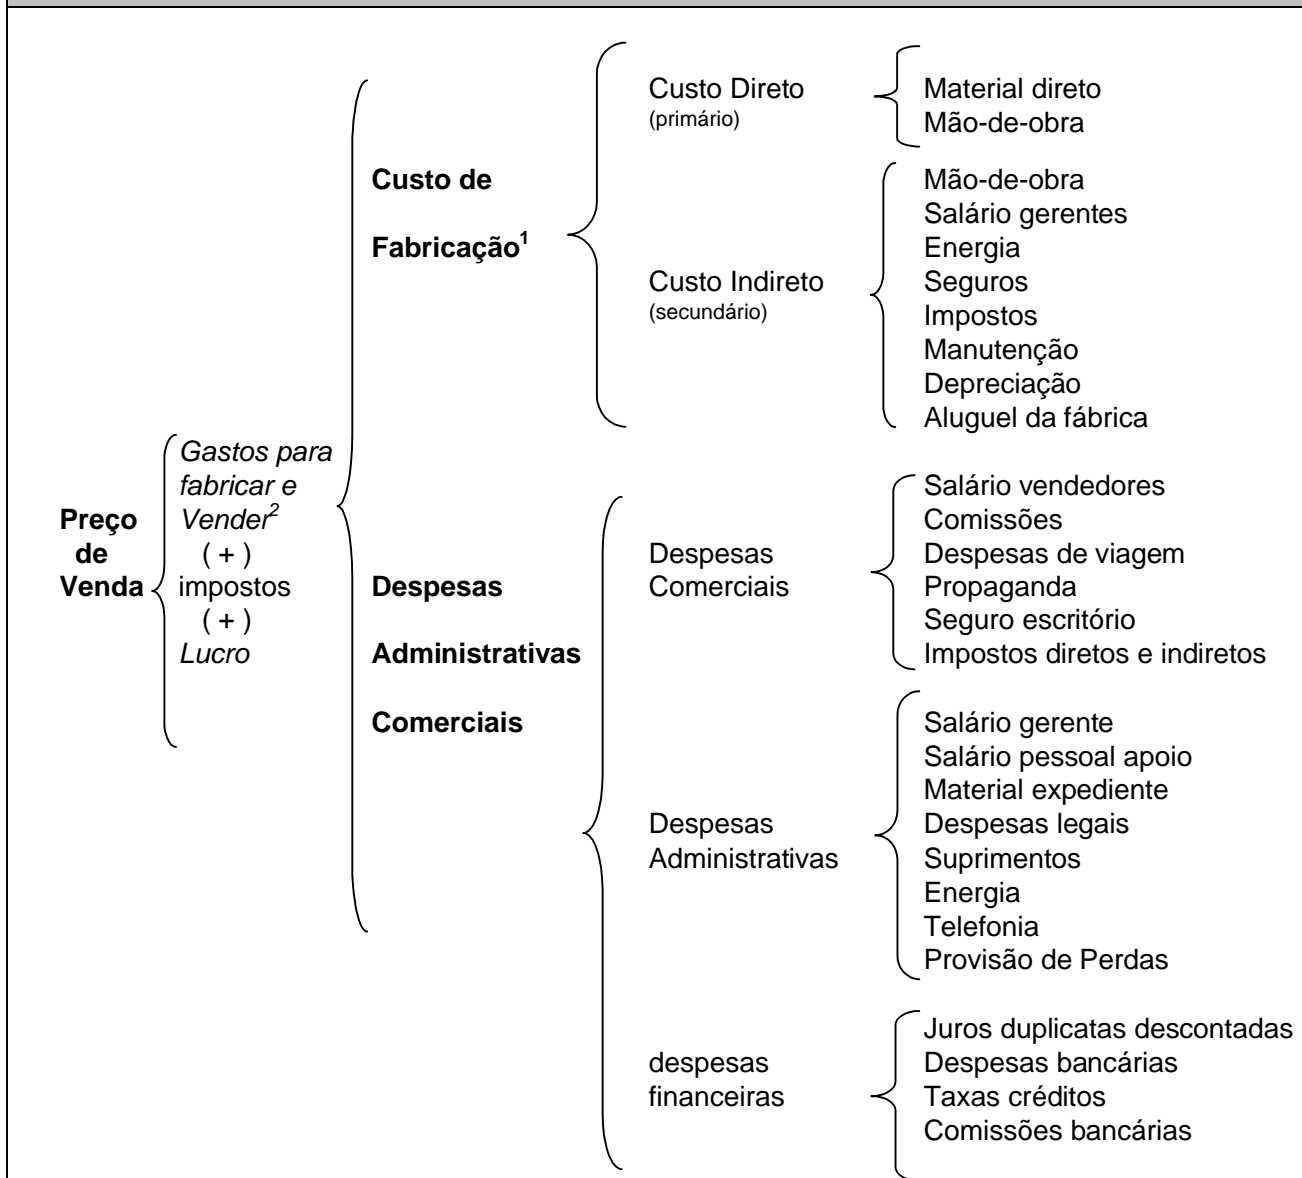 Preço
de
Venda
Gastos para
fabricar e
Vender²
( + )
impostos
( + )
Lucro
Custo de
Fabricação¹
Custo Direto
(primário)
Material direto
Mão-de-obra
Custo Indireto
(secundário)
Mão-de-obra
Salário gerentes
Energia
Seguros
Impostos
Manutenção
Depreciação
Aluguel da fábrica
Despesas
Administrativas
Comerciais
Despesas
Comerciais
Salário vendedores
Comissões
Despesas de viagem
Propaganda
Seguro escritório
Impostos diretos e indiretos
Despesas
Administrativas
Salário gerente
Salário pessoal apoio
Material expediente
Despesas legais
Suprimentos
Energia
Telefonia
Provisão de Perdas
despesas
financeiras
Juros duplicatas descontadas
Despesas bancárias
Taxas créditos
Comissões bancárias